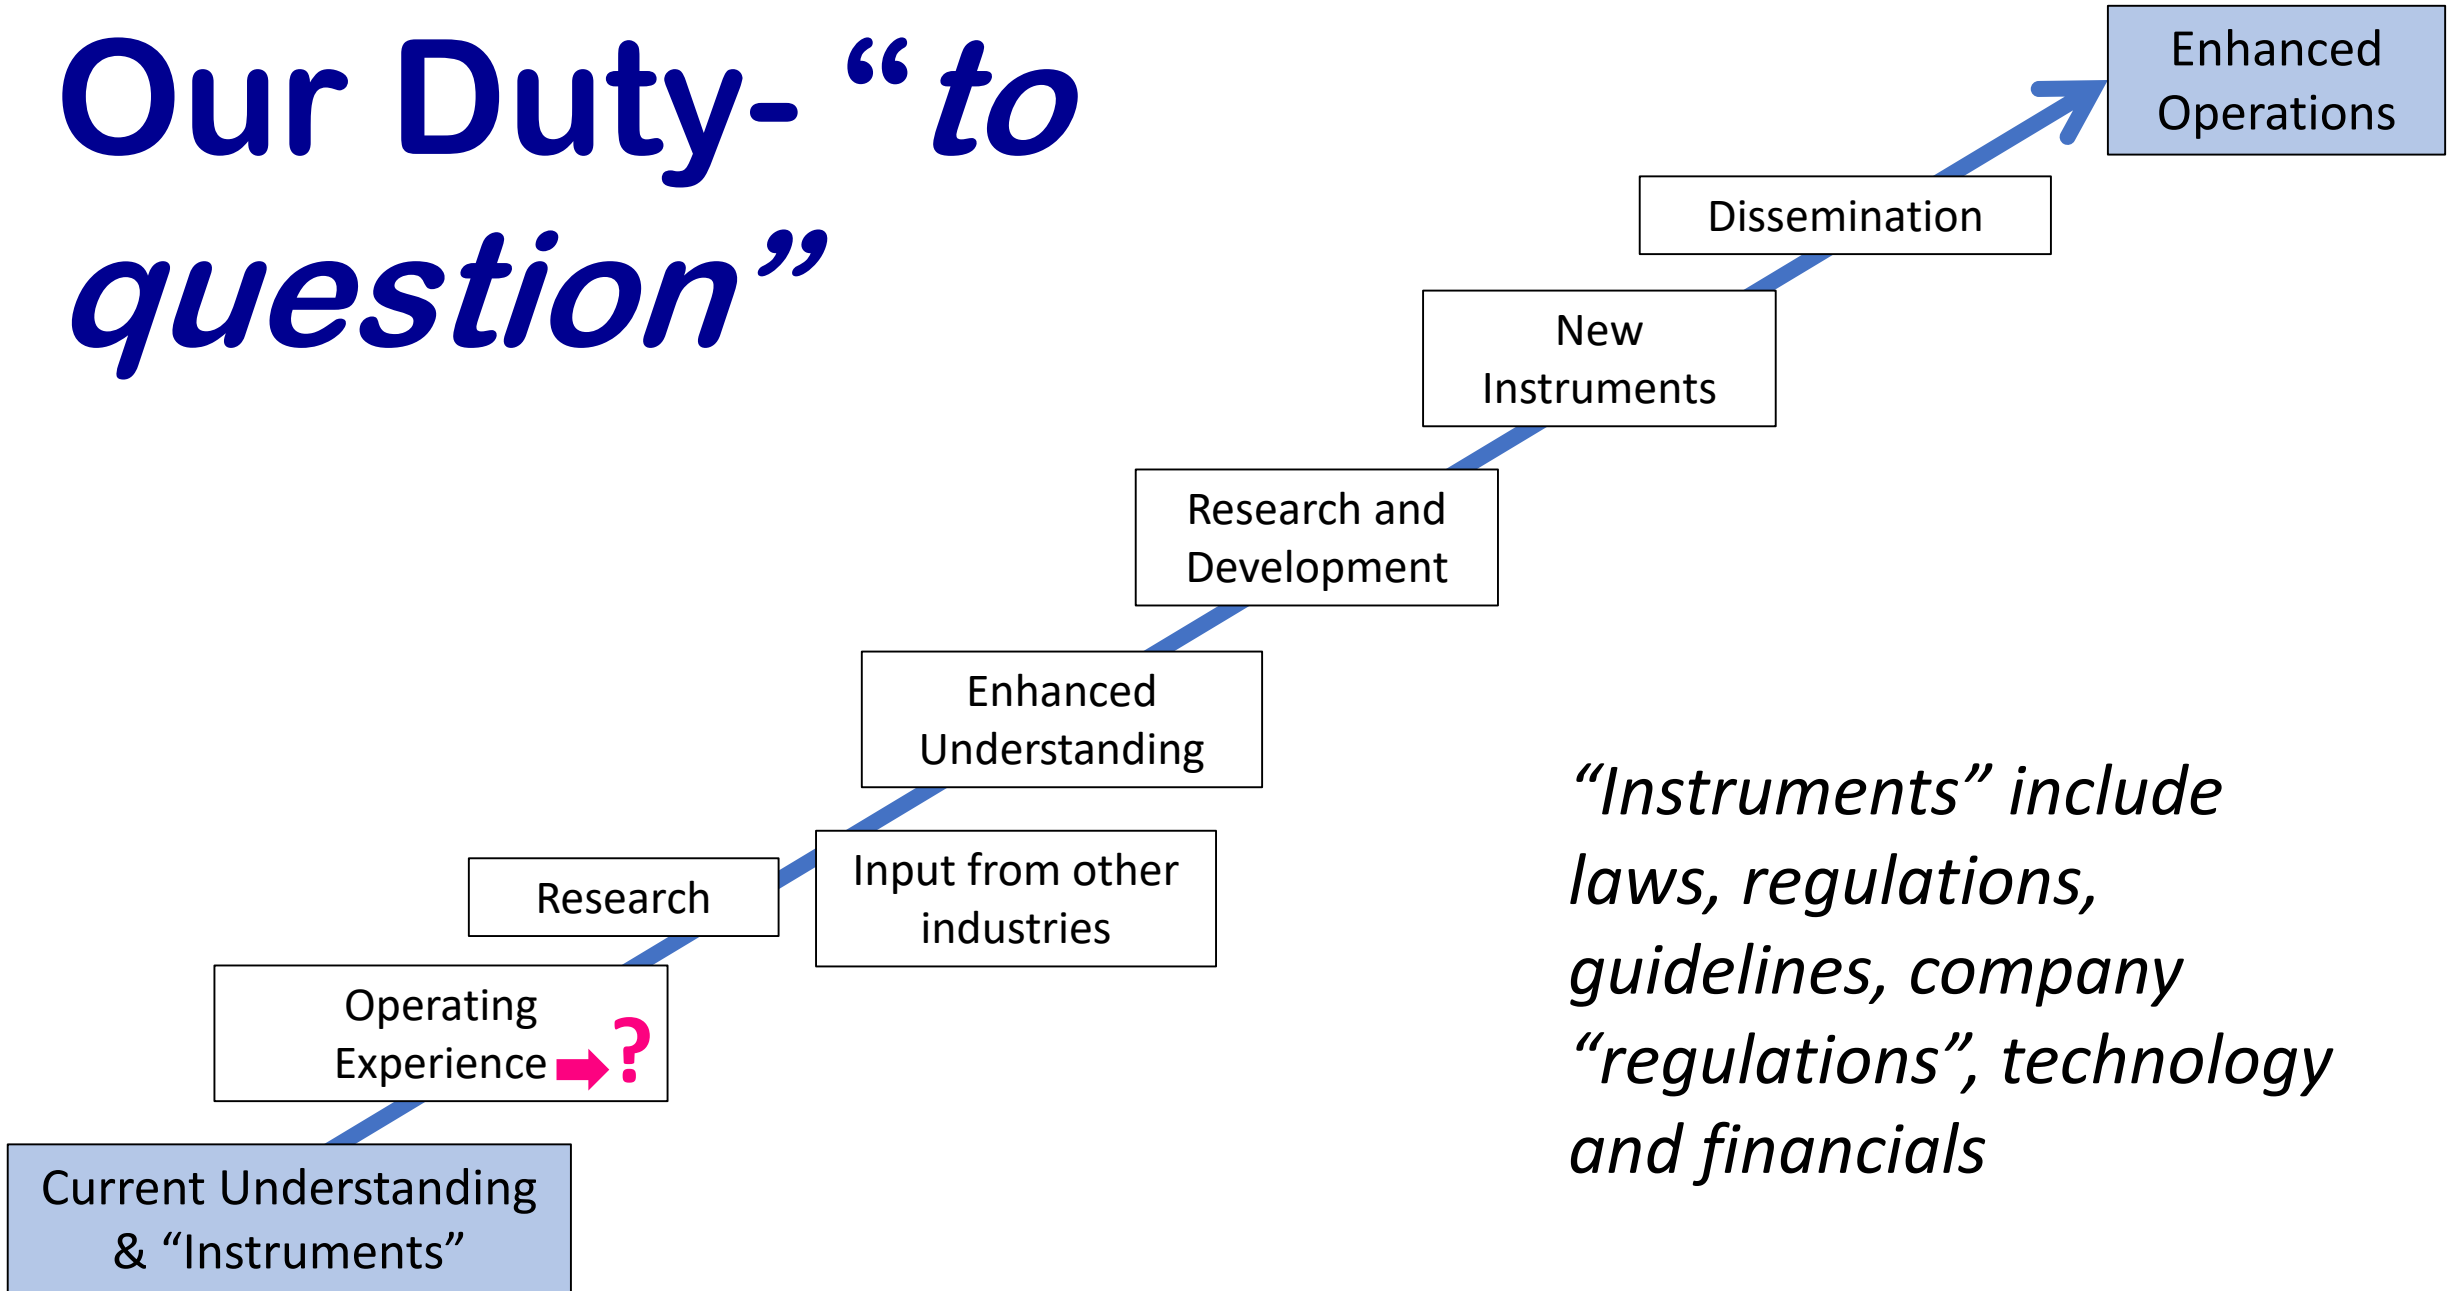 Our Duty- “to
question”
Enhanced
Operations
Dissemination
New
Instruments
Research and
Development
Enhanced
Understanding
Input from other
industries
Research
Operating
Experience ?
Current Understanding
& “Instruments”
“Instruments” include
laws, regulations,
guidelines, company
“regulations”, technology
and financials